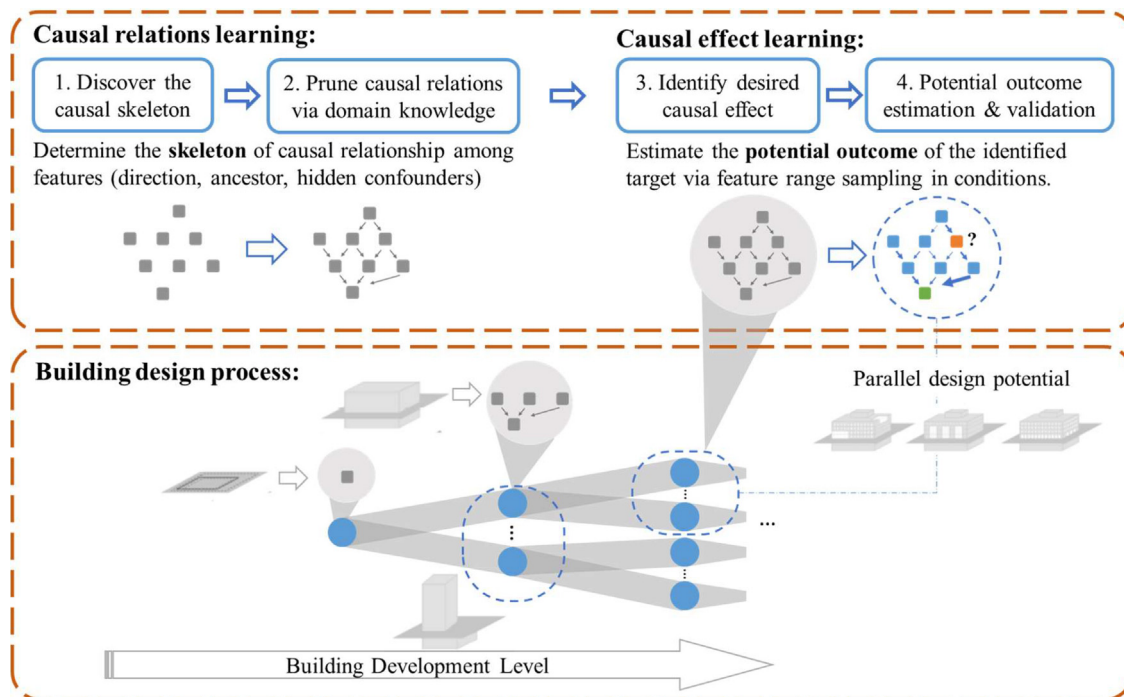 Causal relations learning:
Causal effect learning:
1. Discover the
causal skeleton
2. Prune causal relations
via domain knowledge
3. Identify desired
causal effect
4. Potential outcome
estimation & validation
Determine the skeleton of causal relationship among
features (direction, ancestor, hidden confounders)
Estimate the potential outcome of the identified
target via feature range sampling in conditions.
?
Building design process:
Parallel design potential
...
Building Development Level